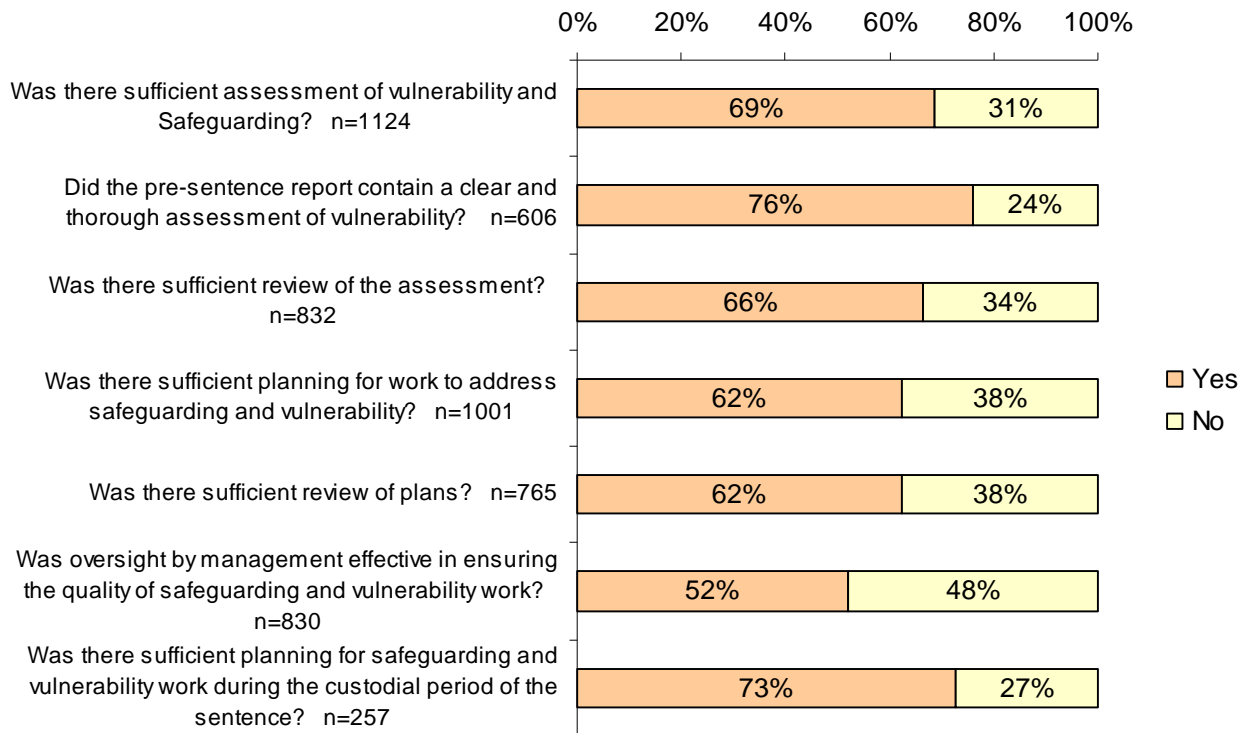 0% 20% 40% 60% 80% 100%
Was there sufficient assessment of vulnerability and
Safeguarding? n=1124
69% 31%
Did the pre-sentence report contain a clear and
thorough assessment of vulnerability? n=606
76% 24%
Was there sufficient review of the assessment?
n=832
66% 34%
Was there sufficient planning for work to address
safeguarding and vulnerability? n=1001
62% 38%
Was there sufficient review of plans? n=765
62% 38%
Was oversight by management effective in ensuring
the quality of safeguarding and vulnerability work?
n=830
52% 48%
Was there sufficient planning for safeguarding and
vulnerability work during the custodial period of the
sentence? n=257
73% 27%
Yes
No